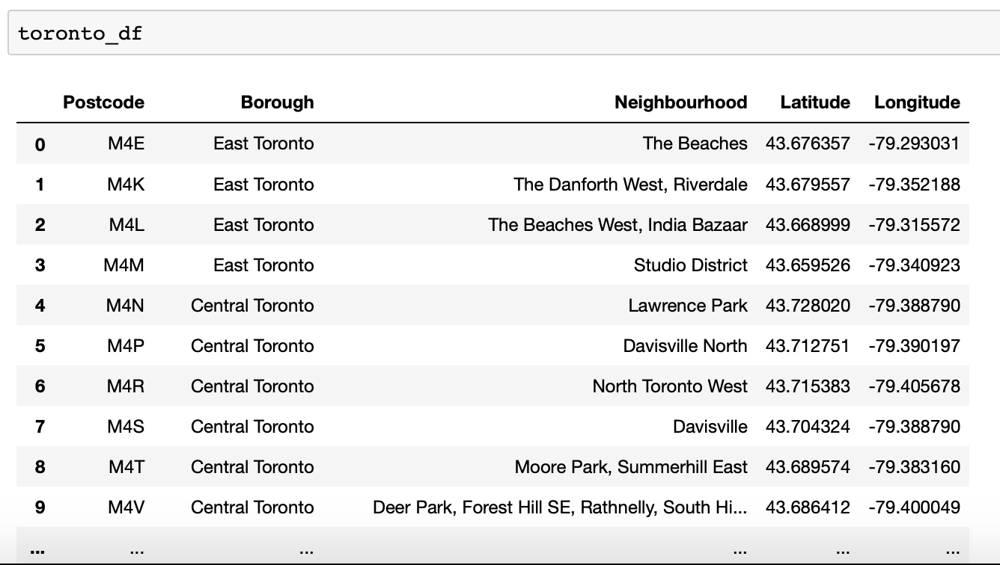 toronto_df
Postcode Borough Neighbourhood Latitude Longitude
0 M4E East Toronto The Beaches 43.676357 -79.293031
1 M4K East Toronto The Danforth West, Riverdale 43.679557 -79.352188
2 M4L East Toronto The Beaches West, India Bazaar 43.668999 -79.315572
3 M4M East Toronto Studio District 43.659526 -79.340923
4 M4N Central Toronto Lawrence Park 43.728020 -79.388790
5 M4P Central Toronto Davisville North 43.712751 -79.390197
6 M4R Central Toronto North Toronto West 43.715383 -79.405678
7 M4S Central Toronto Davisville 43.704324 -79.388790
8 M4T Central Toronto Moore Park, Summerhill East 43.689574 -79.383160
9 M4V Central Toronto Deer Park, Forest Hill SE, Rathnelly, South Hi... 43.686412 -79.400049
... ... ... ... ... ...